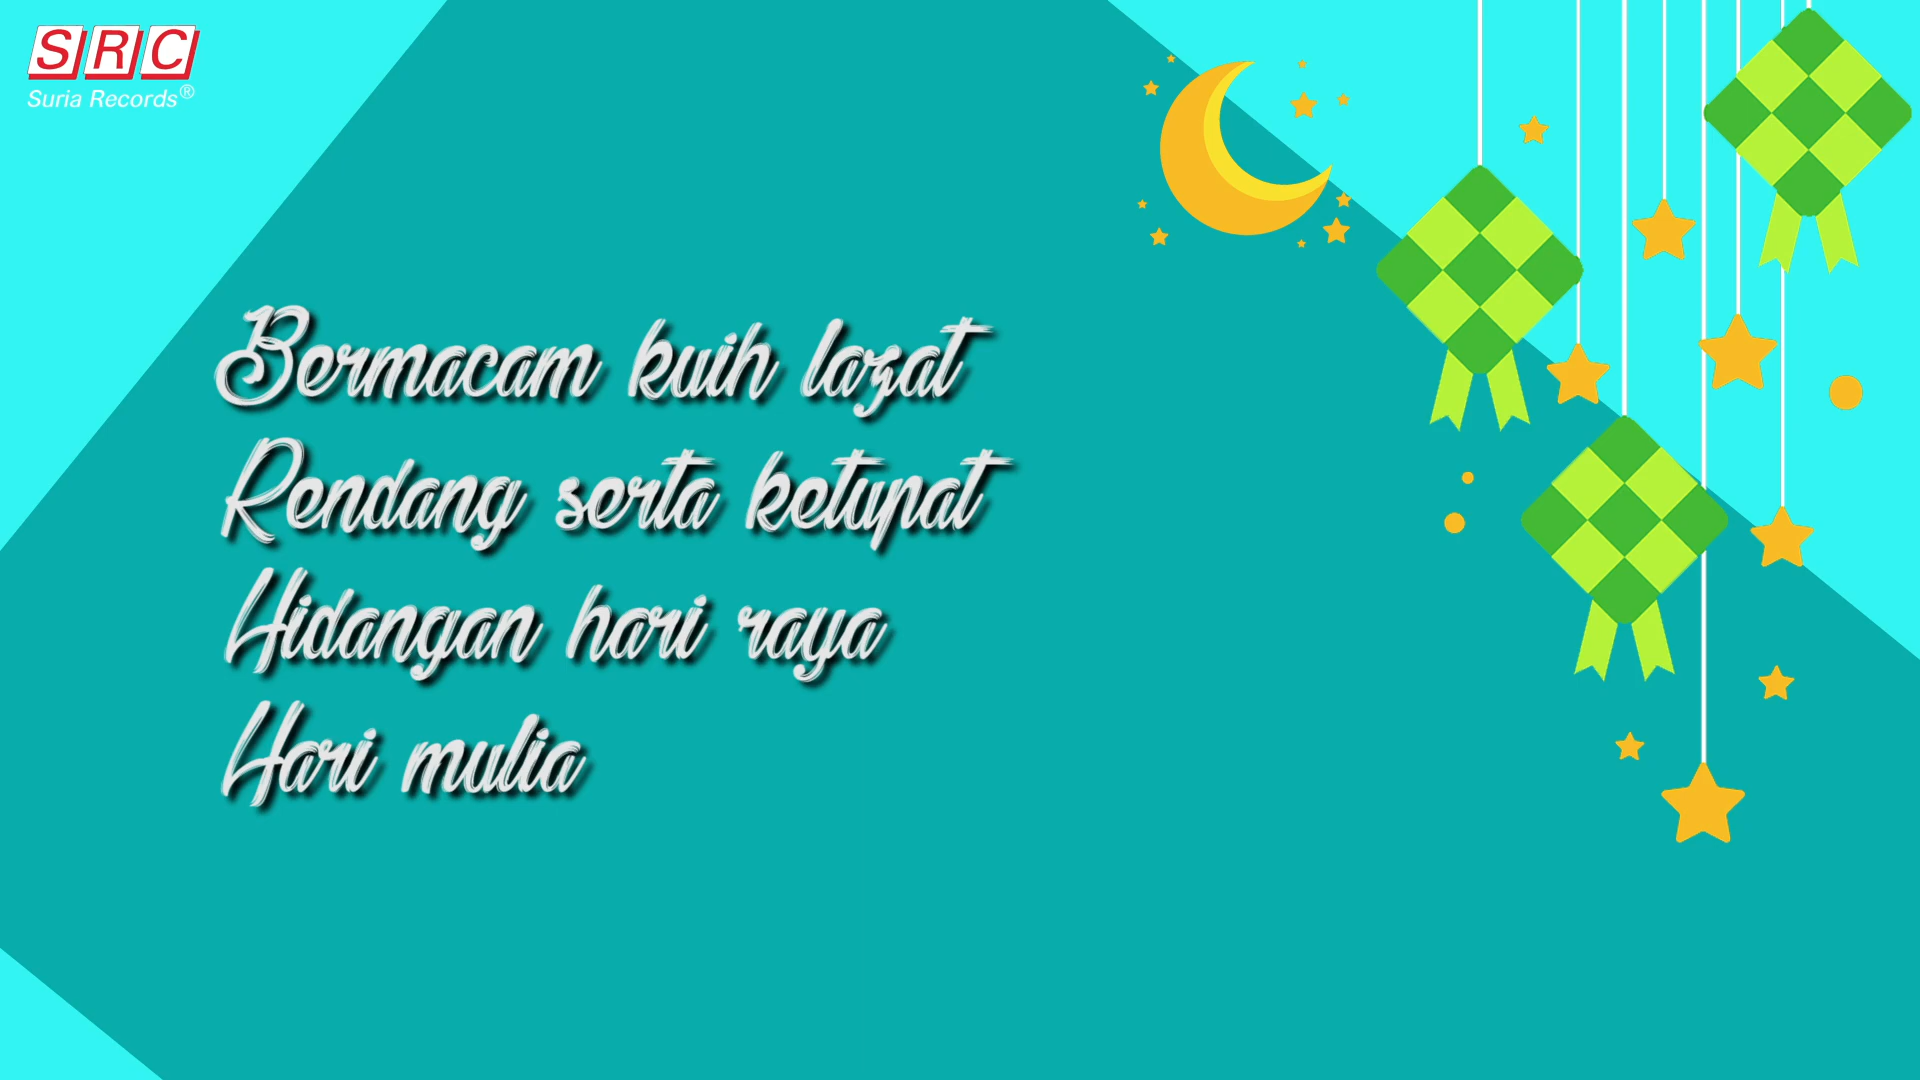 SRC
Suria Records®
Bermacam kuih lazat
Rendang serta ketupat
Hidangan hari raya
Hari mulia